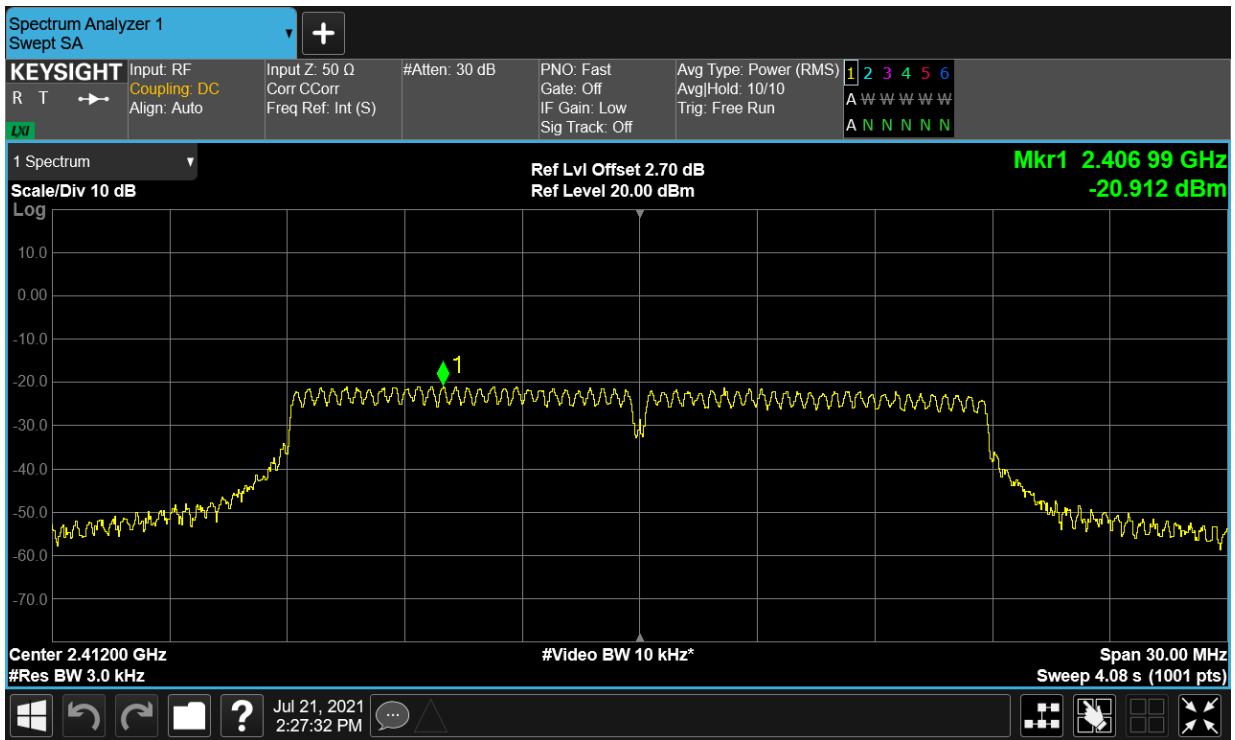 Spectrum Analyzer 1
Swept SA
+
KEYSIGHT
R T
LXI
Input: RF
Coupling: DC
Align: Auto
Input Z: 50 Ω
Corr CCorr
Freq Ref: Int (S)
#Atten: 30 dB
PNO: Fast
Gate: Off
IF Gain: Low
Sig Track: Off
Avg Type: Power (RMS)
Avg|Hold: 10/10
Trig: Free Run
1 2 3 4 5 6
A W W W W W
A N N N N N
1 Spectrum
Scale/Div 10 dB
Ref Lvl Offset 2.70 dB
Ref Level 20.00 dBm
Mkr1 2.406 99 GHz
-20.912 dBm
Log
10.0
0.00
-10.0
-20.0
-30.0
-40.0
-50.0
-60.0
-70.0
1
Center 2.41200 GHz
#Res BW 3.0 kHz
#Video BW 10 kHz*
Span 30.00 MHz
Sweep 4.08 s (1001 pts)
?
Jul 21, 2021
2:27:32 PM